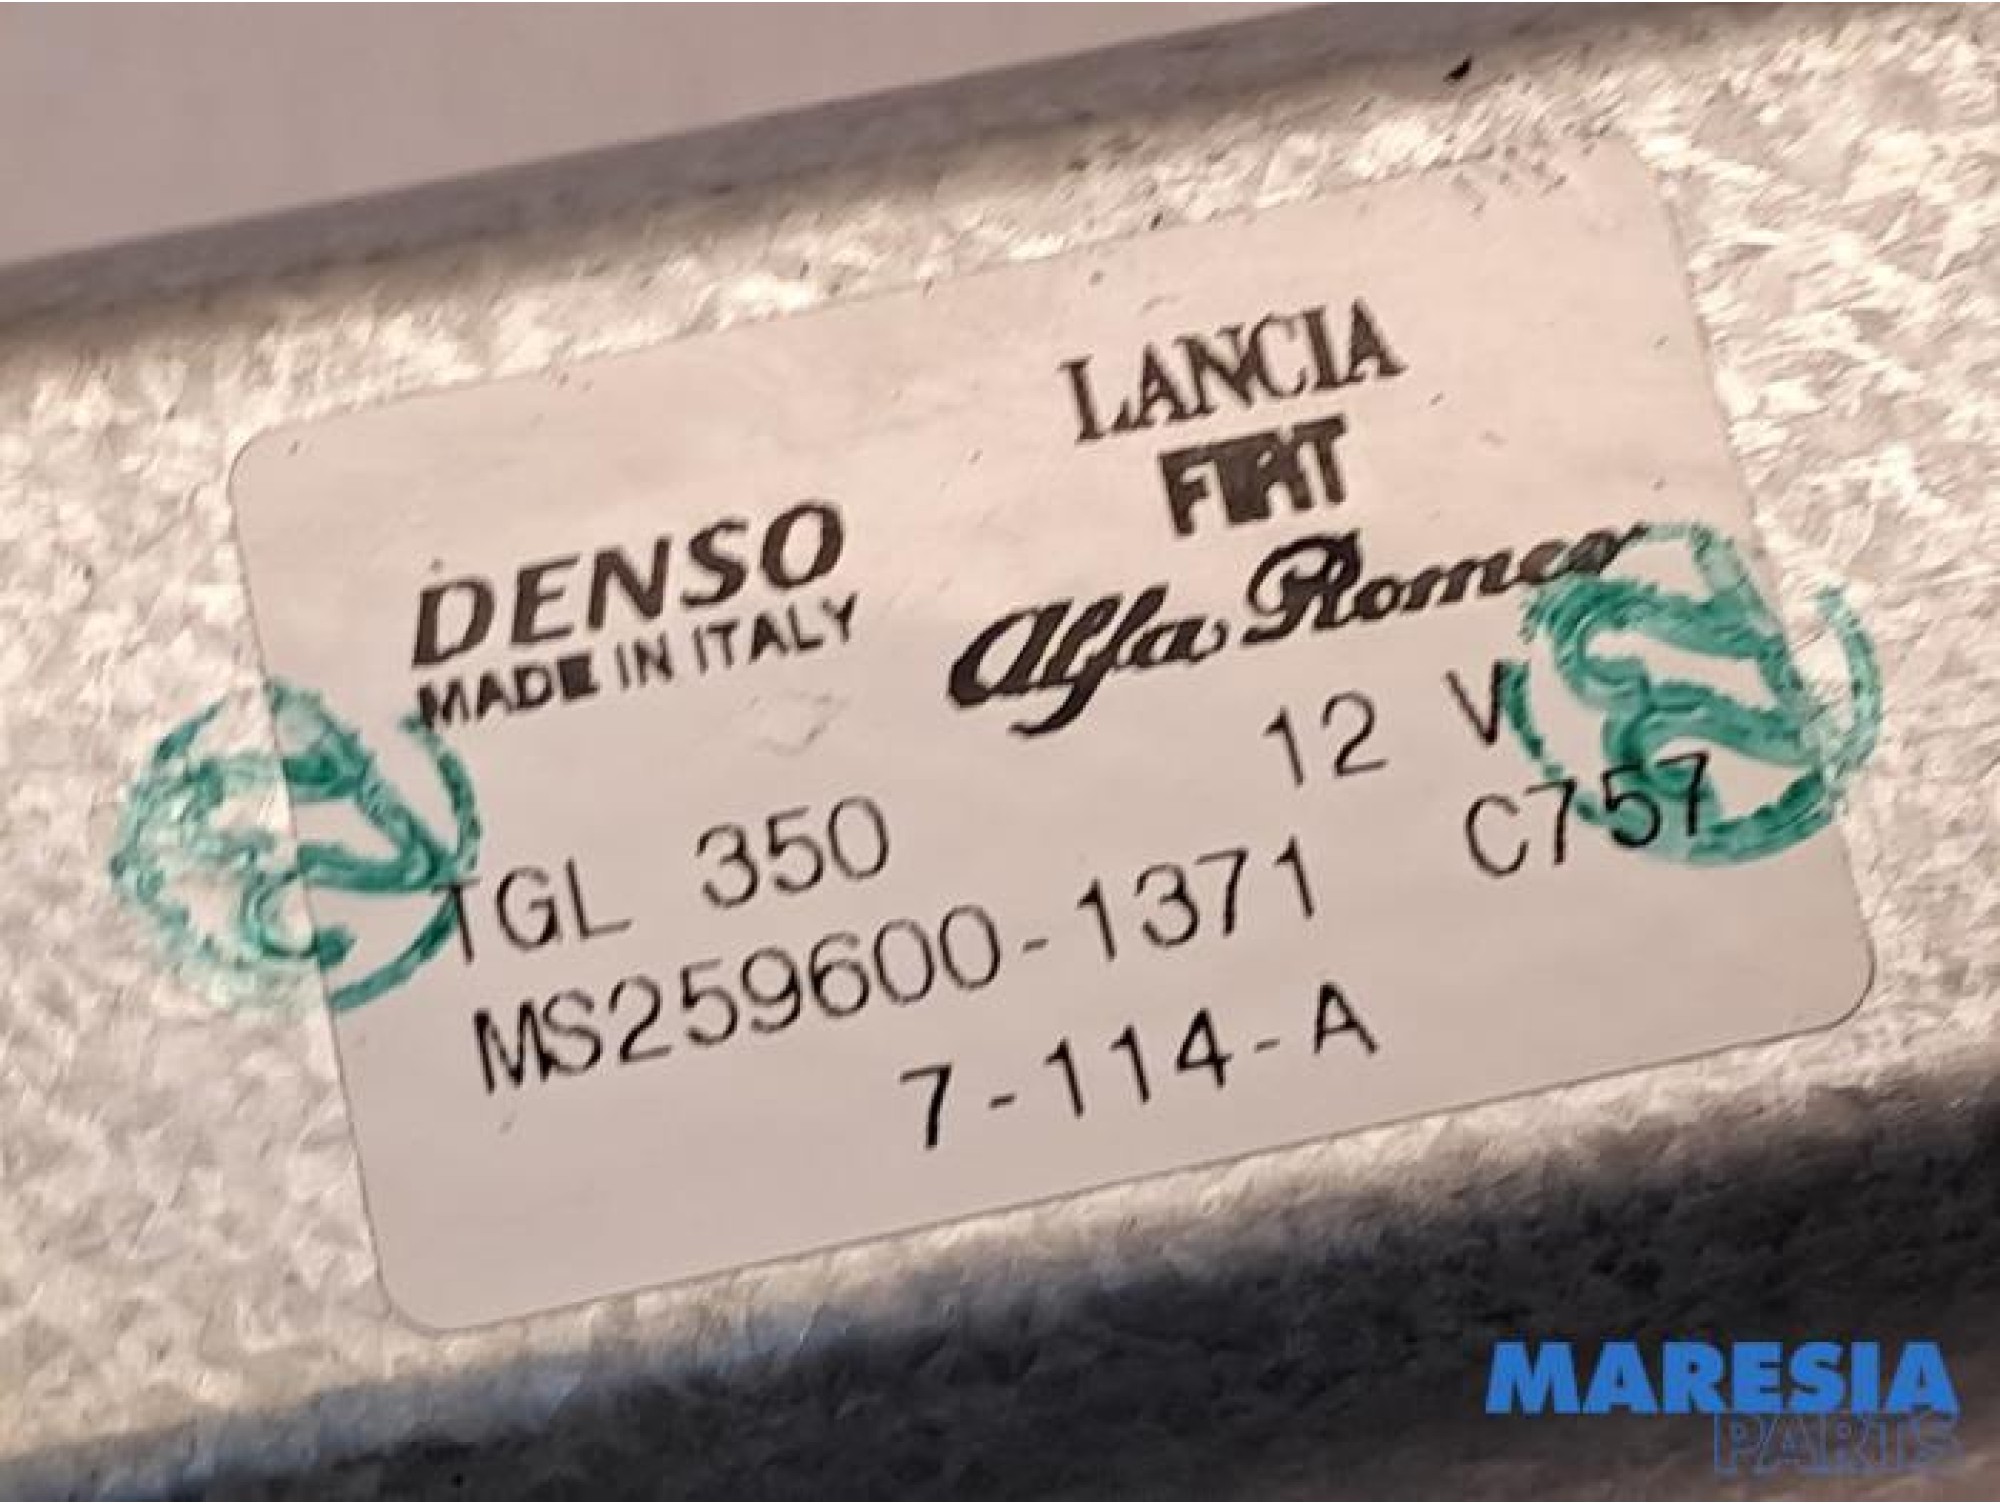 LANCIA
FIAT
Alfa Romeo
DENSO
MADE IN ITALY
TGL 350 12 V
MS259600-1371 C757
7-114-A
MARESIA
PARTS